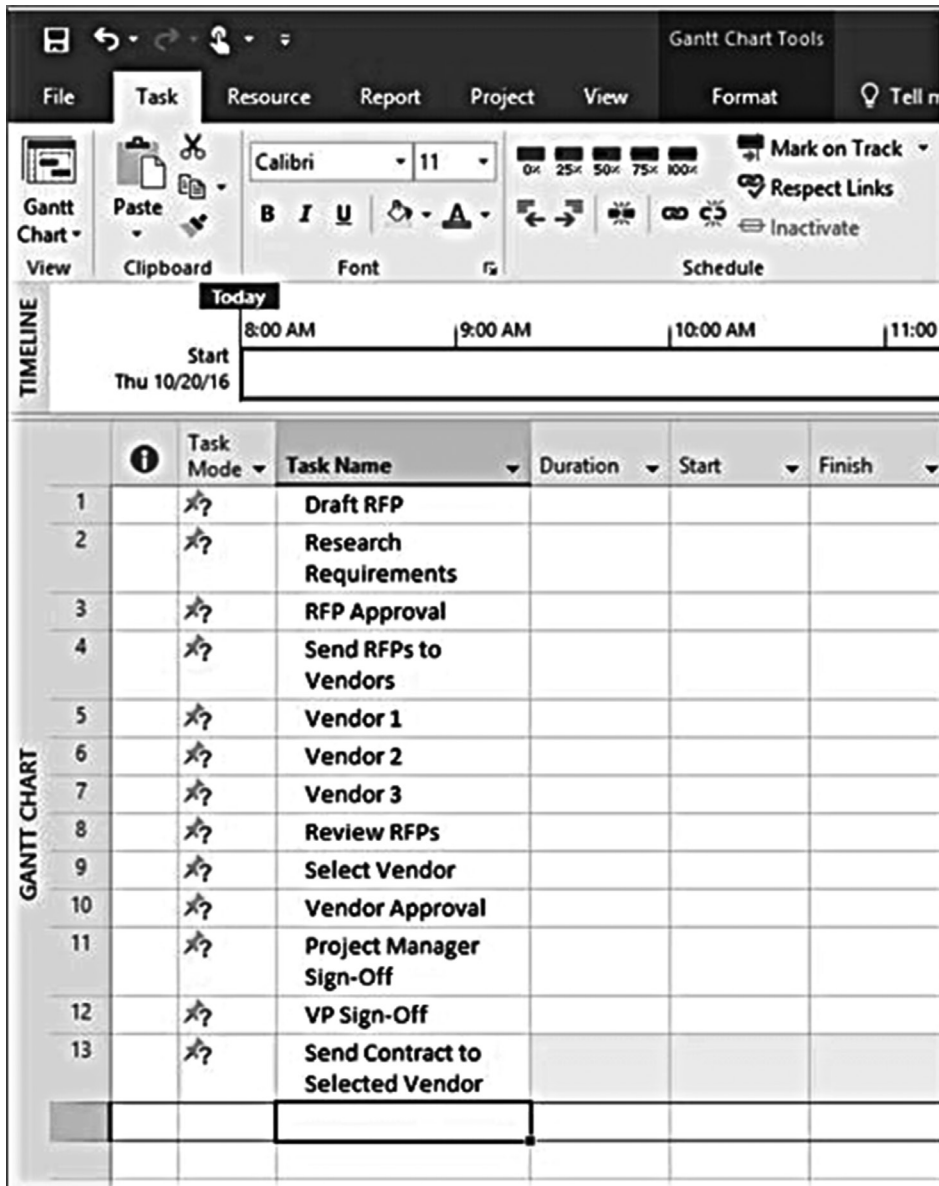 Gantt Chart Tools
File Task Resource Report Project View Format Tell
Calibri 11
0% 25% 50% 75% 100%
Mark on Track
Respect Links
Inactivate
Gantt
Chart
Paste
B I U A
View Clipboard Font Schedule
TIMELINE
Today
8:00 AM 9:00 AM 10:00 AM 11:00
Start
Thu 10/20/16
GANTT CHART
Task
Mode Task Name Duration Start Finish
1 Draft RFP
2 Research
Requirements
3 RFP Approval
4 Send RFPs to
Vendors
5 Vendor 1
6 Vendor 2
7 Vendor 3
8 Review RFPs
9 Select Vendor
10 Vendor Approval
11 Project Manager
Sign-Off
12 VP Sign-Off
13 Send Contract to
Selected Vendor